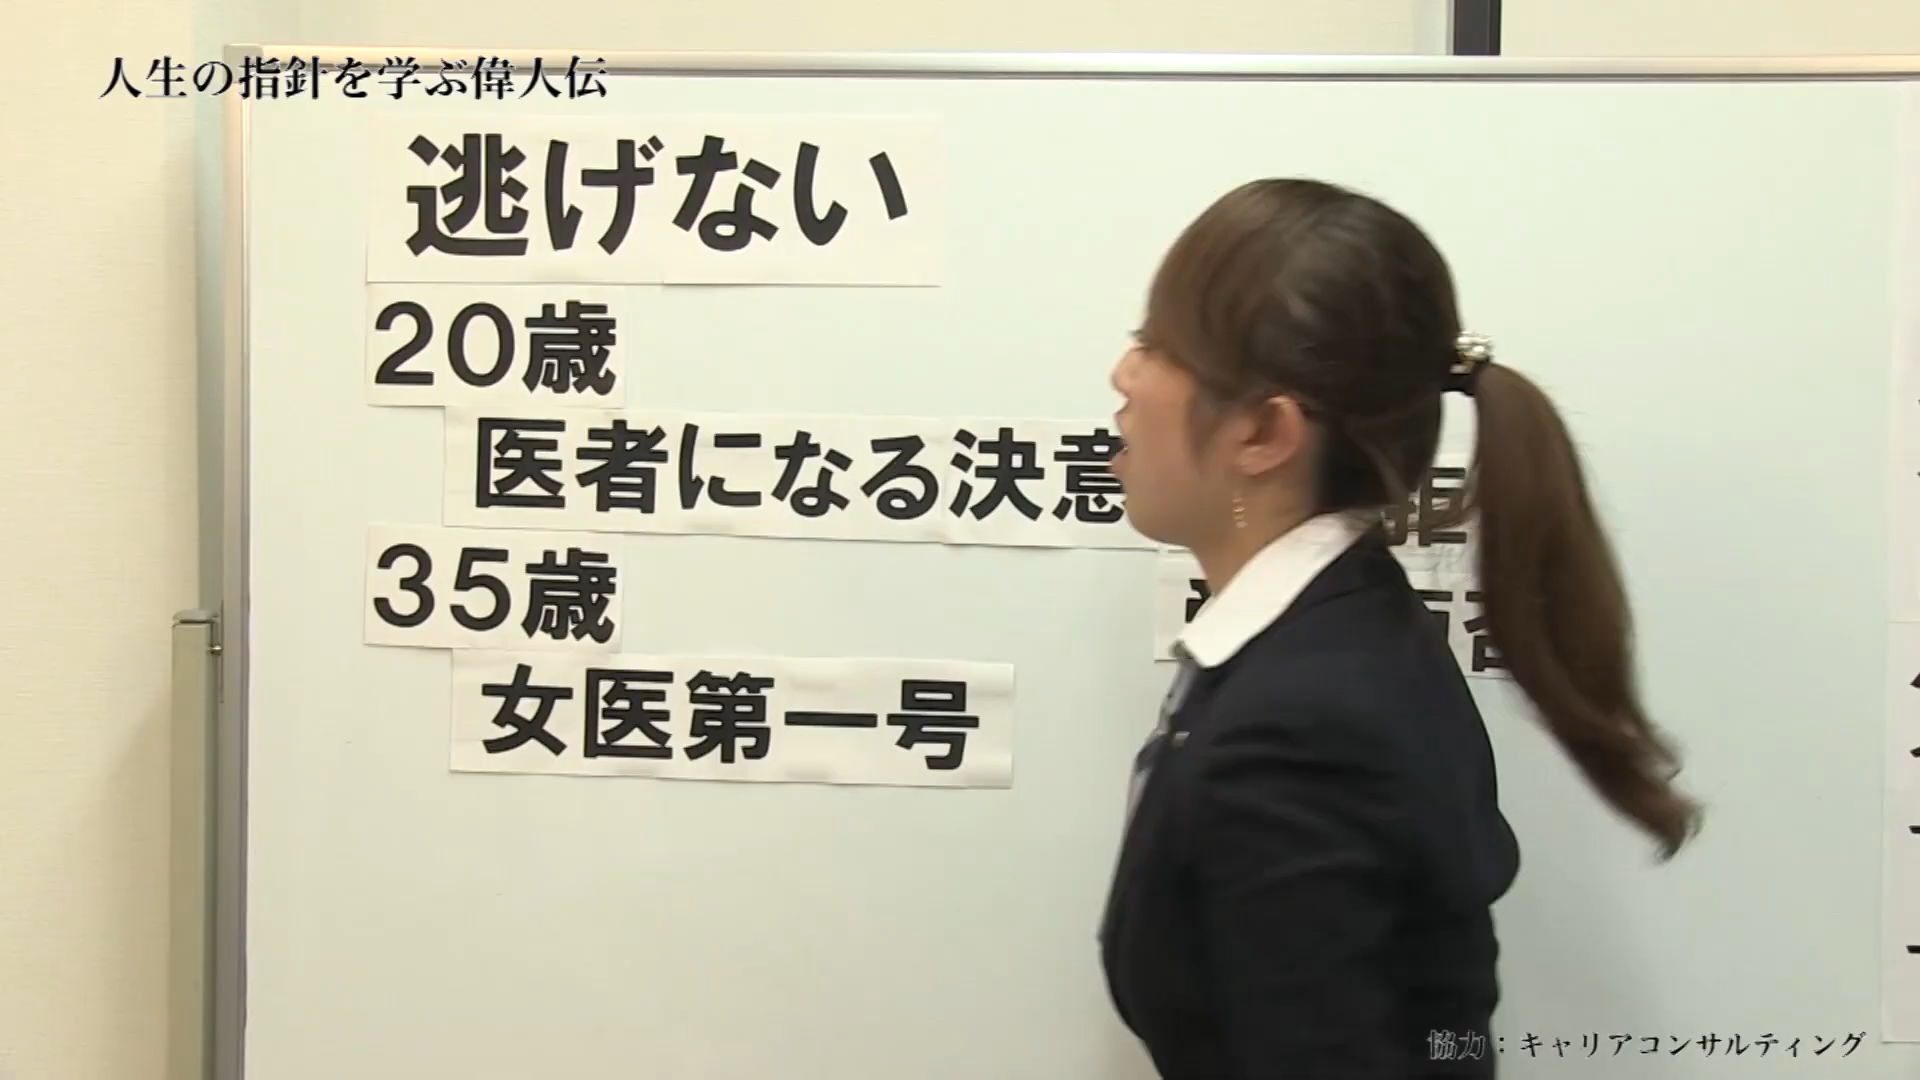 人生の指針を学ぶ偉人伝
逃げない
20歳
医者になる決意
35歳
女医第一号
協力：キャリアコンサルティング